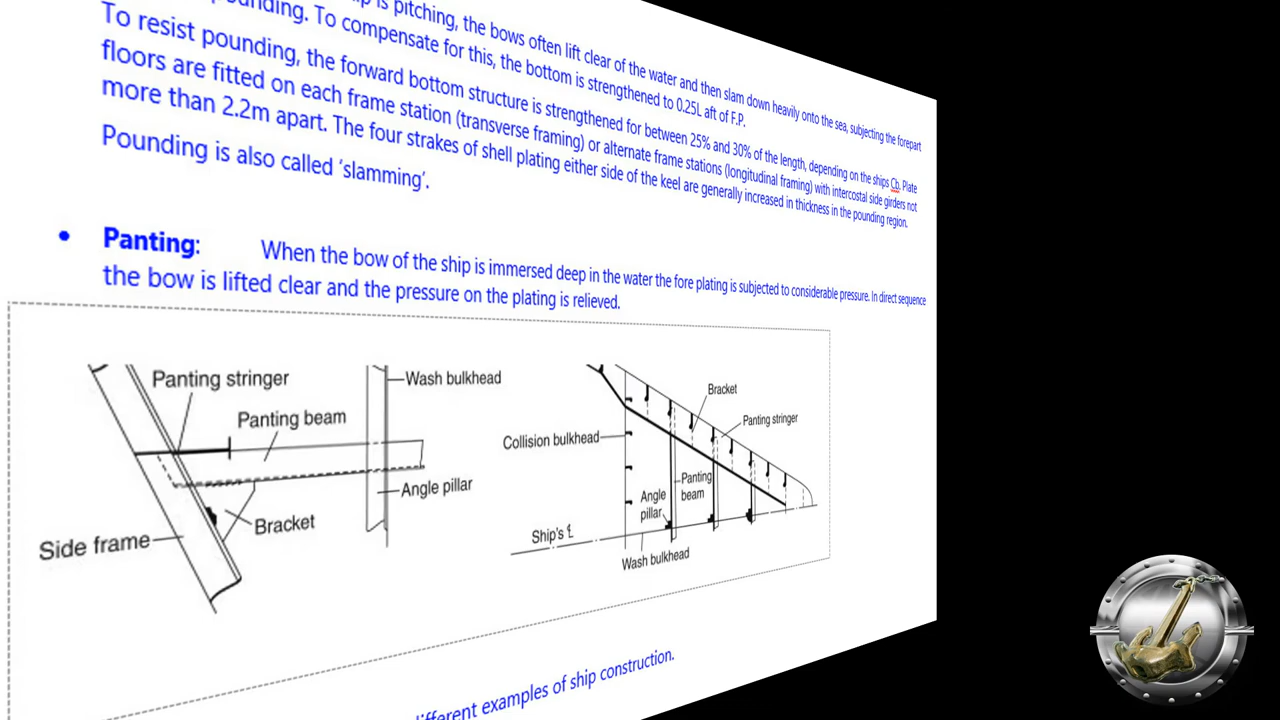 is pitching, the bows often lift clear of the water and then slam down heavily onto the sea, subjecting the forepart
To compensate for this, the bottom is strengthened to 0.25L aft of F.P.
To resist pounding, the forward bottom structure is strengthened for between 25% and 30% of the length, depending on the ships Cb. Plate
floors are fitted on each frame station (transverse framing) or alternate frame stations (longitudinal framing) with intercostal side girders not
more than 2.2m apart. The four strakes of shell plating either side of the keel are generally increased in thickness in the pounding region.
Pounding is also called ‘slamming’.
• Panting: When the bow of the ship is immersed deep in the water the fore plating is subjected to considerable pressure. In direct sequence
the bow is lifted clear and the pressure on the plating is relieved.
Panting stringer
Wash bulkhead
Panting beam
Angle pillar
Bracket
Side frame
Bracket
Panting stringer
Collision bulkhead
Panting
beam
Angle
pillar
Ship's ℄
Wash bulkhead
different examples of ship construction.